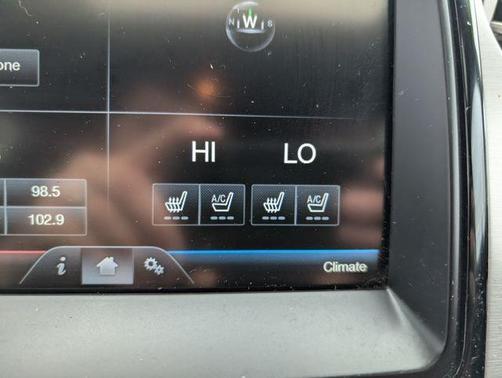 N W S
one
HI LO
98.5
A/C A/C
102.9
i
Climate